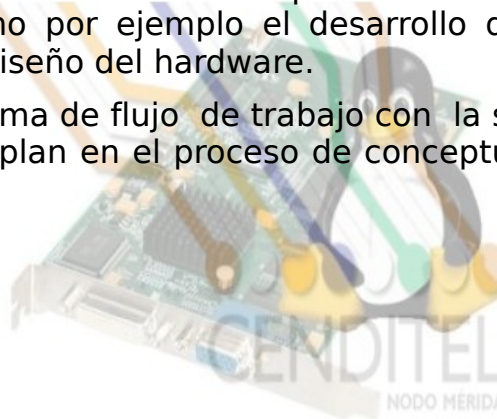 no por ejemplo el desarrollo
iseño del hardware.
ma de flujo de trabajo con la
plan en el proceso de conceptu
CENDITEL
NODO MÉRIDA